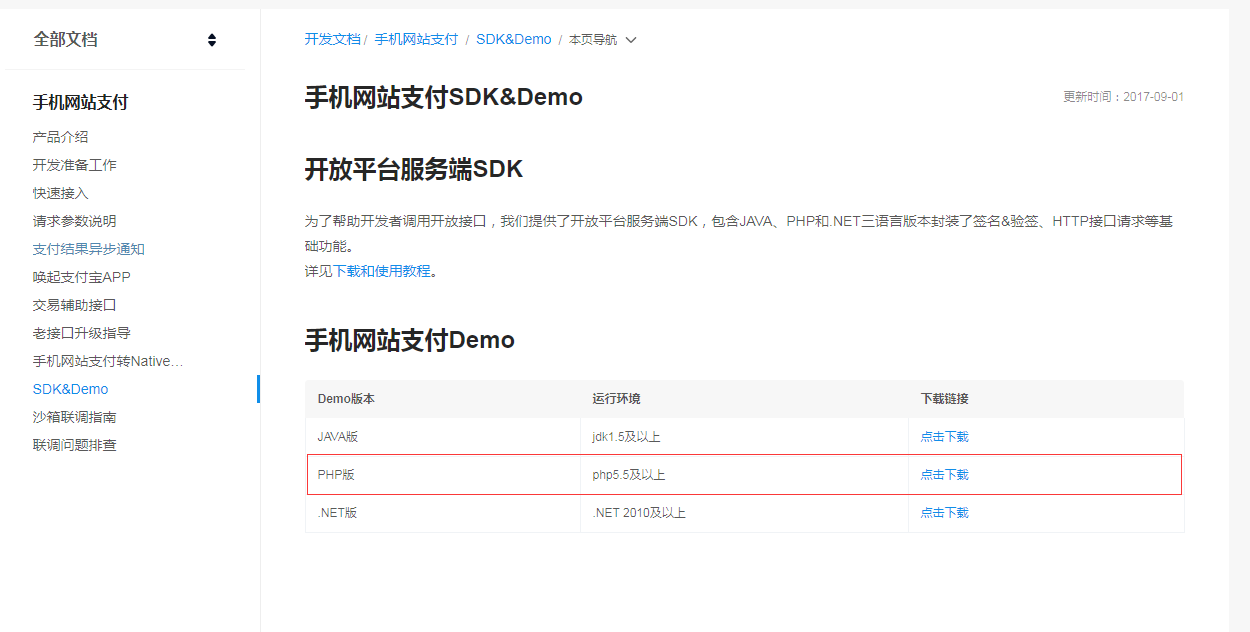 全部文档
手机网站支付
产品介绍
开发准备工作
快速接入
请求参数说明
支付结果异步通知
唤起支付宝APP
交易辅助接口
老接口升级指导
手机网站支付转Native…
SDK&Demo
沙箱联调指南
联调问题排查
开发文档/ 手机网站支付 / SDK&Demo / 本页导航
手机网站支付SDK&Demo
更新时间：2017-09-01
开放平台服务端SDK
为了帮助开发者调用开放接口，我们提供了开放平台服务端SDK，包含JAVA、PHP和.NET三语言版本封装了签名&验签、HTTP接口请求等基
础功能。
详见下载和使用教程。
手机网站支付Demo
Demo版本 运行环境 下载链接
JAVA版 jdk1.5及以上 点击下载
PHP版 php5.5及以上 点击下载
.NET版 .NET 2010及以上 点击下载